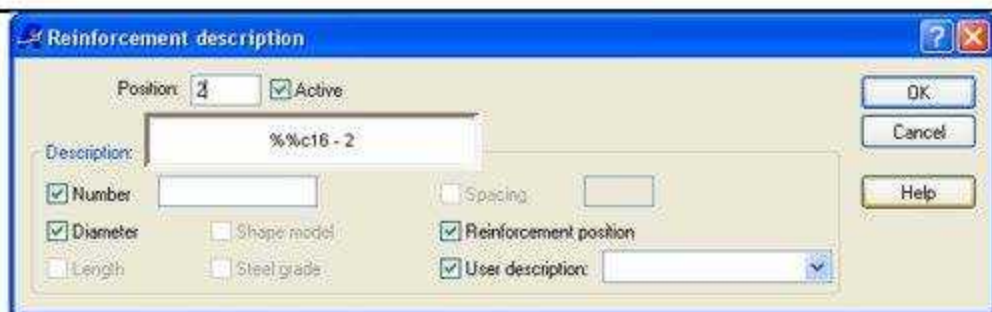 Reinforcement description
Position: 2 Active
OK
%%c16 - 2
Cancel
Description:
Number Spacing
Help
Diameter Shape model Reinforcement position
Length Steel grade User description: